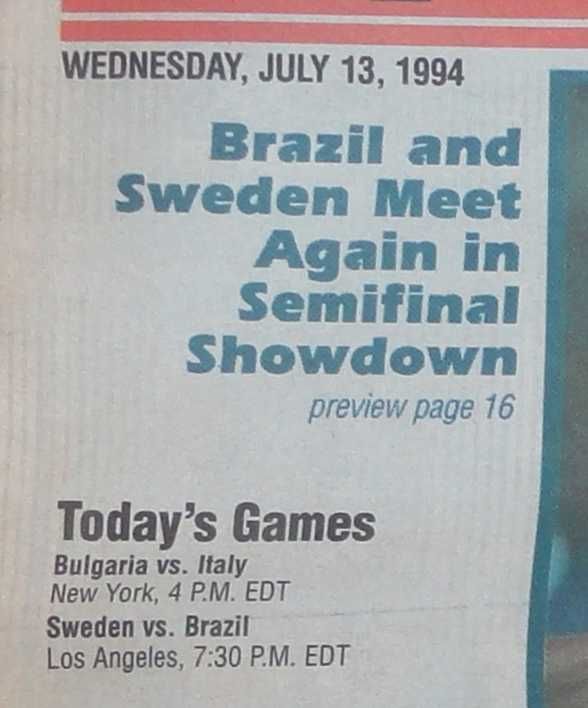 WEDNESDAY, JULY 13, 1994
Brazil and
Sweden Meet
Again in
Semifinal
Showdown
preview page 16
Today's Games
Bulgaria vs. Italy
New York, 4 P.M. EDT
Sweden vs. Brazil
Los Angeles, 7:30 P.M. EDT